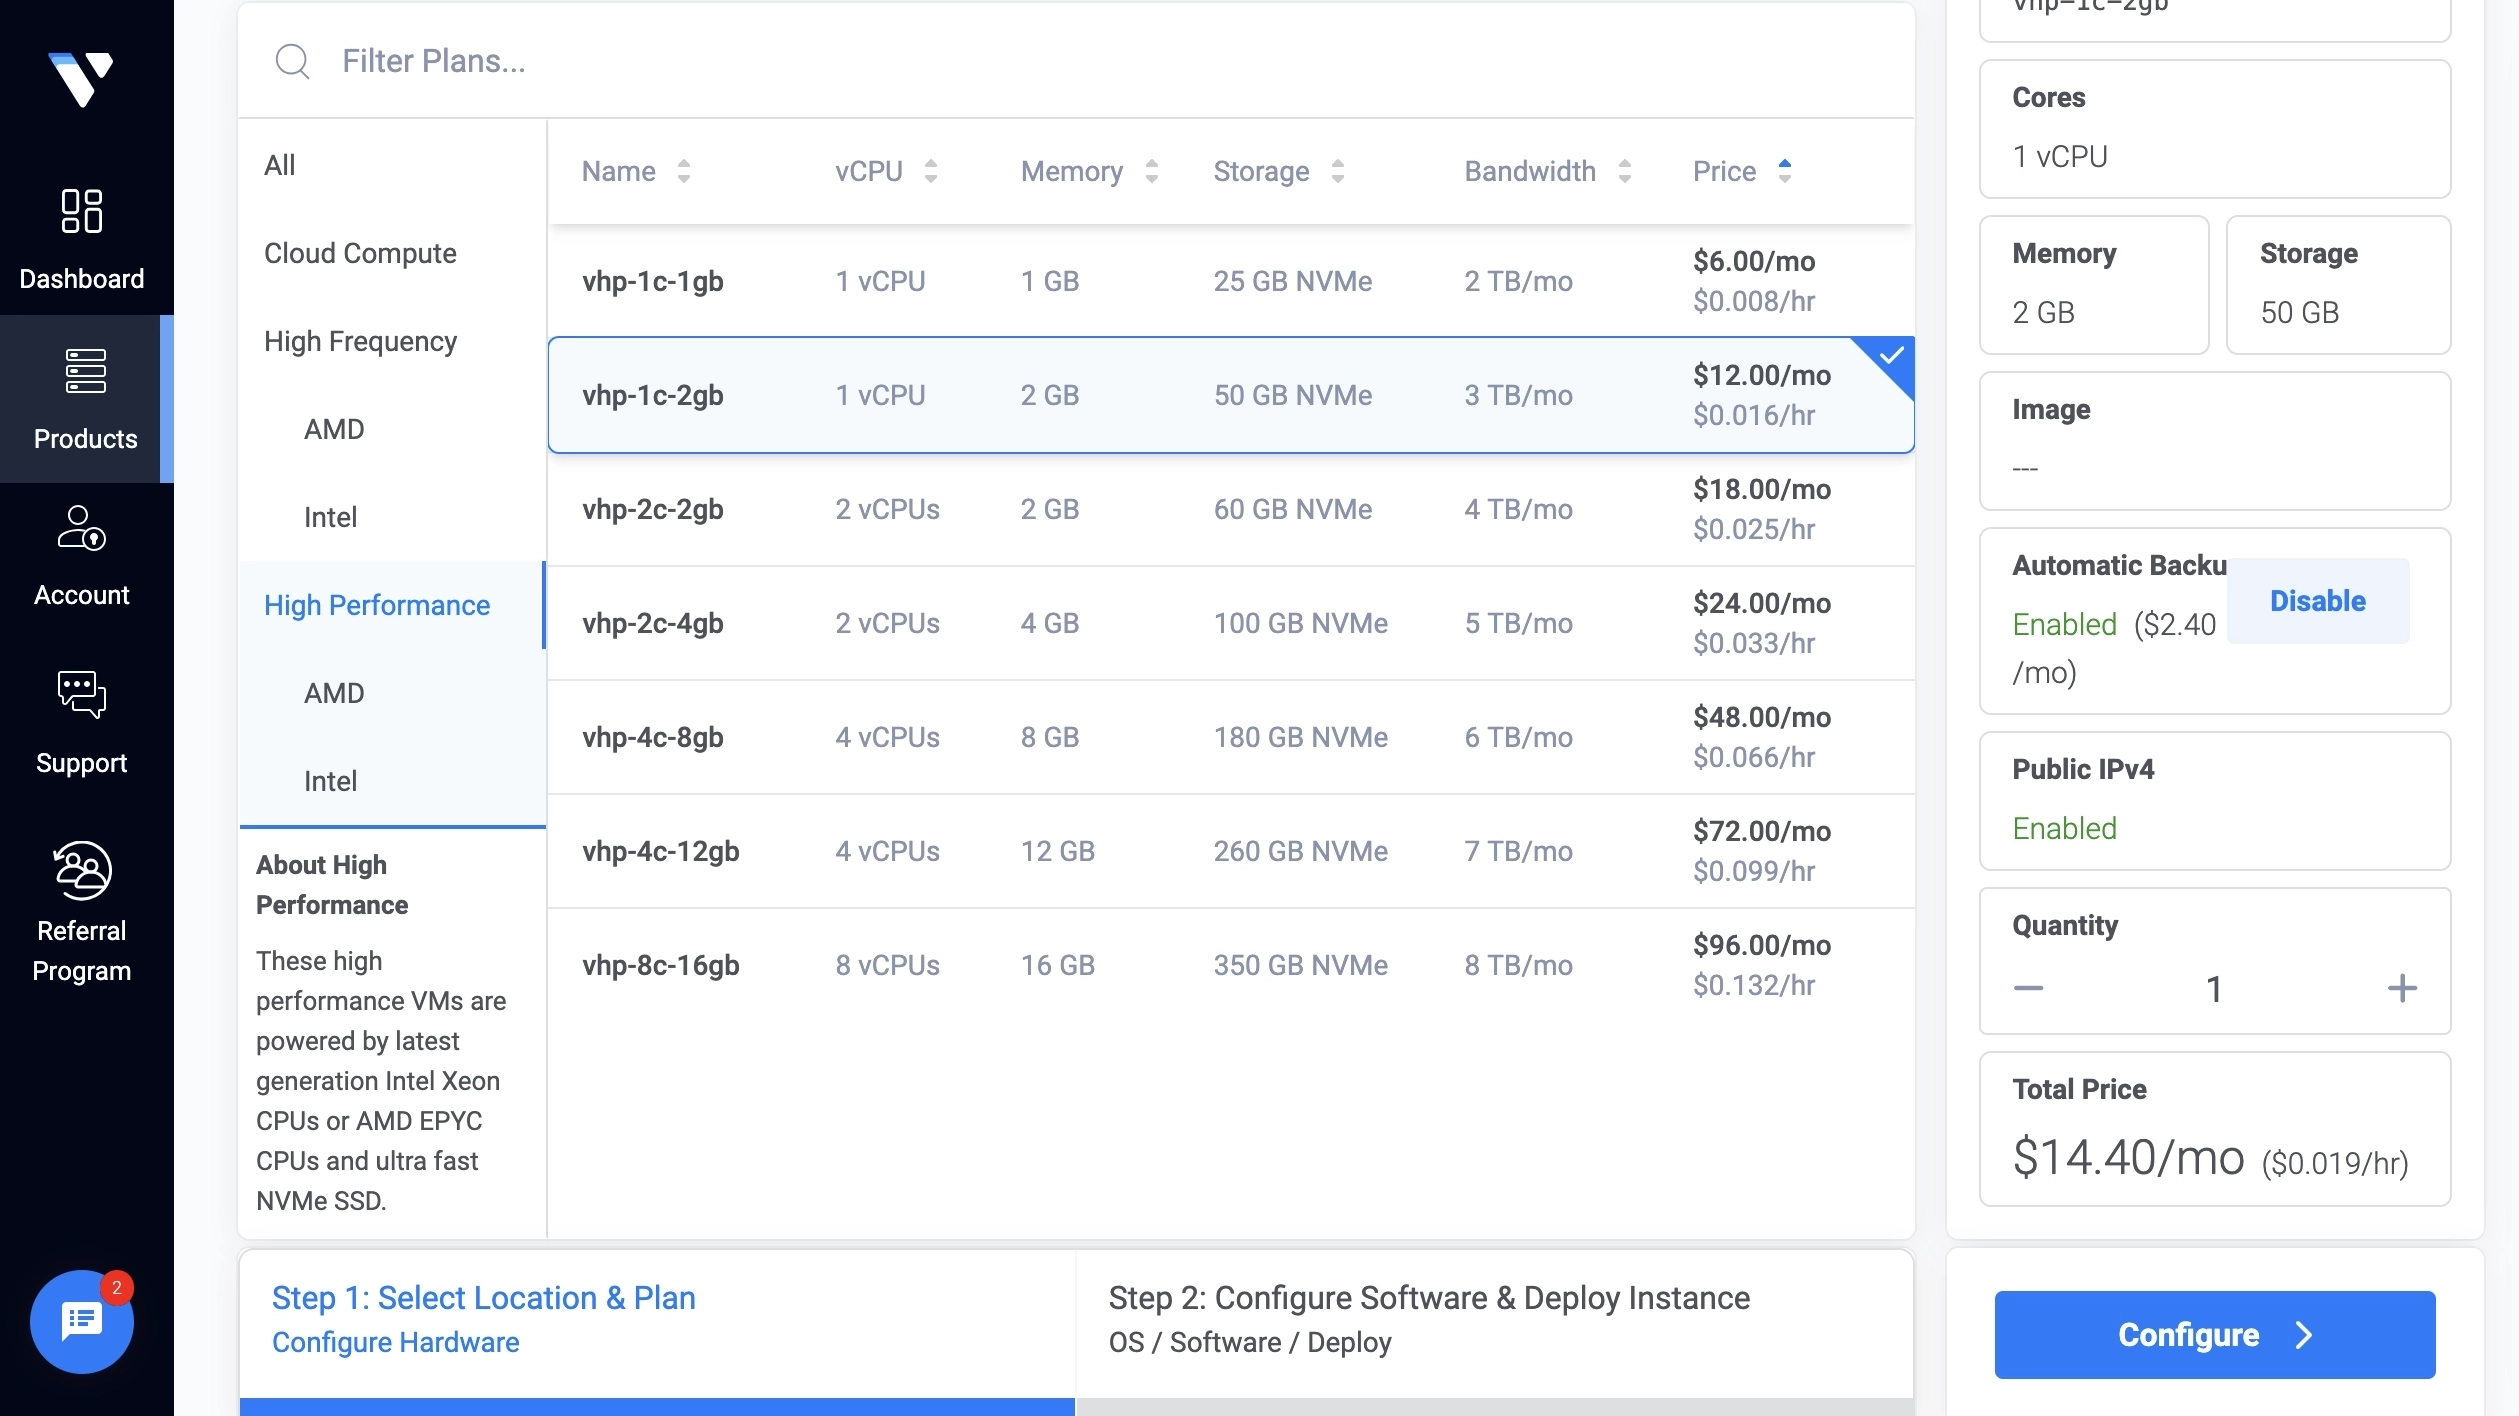 Dashboard
Products
Account
Support
Referral
Program
2
Filter Plans...
All
Cloud Compute
High Frequency
AMD
Intel
High Performance
AMD
Intel
About High
Performance
These high
performance VMs are
powered by latest
generation Intel Xeon
CPUs or AMD EPYC
CPUs and ultra fast
NVMe SSD.
Name vCPU Memory Storage Bandwidth Price
vhp-1c-1gb 1 vCPU 1 GB 25 GB NVMe 2 TB/mo $6.00/mo
$0.008/hr
vhp-1c-2gb 1 vCPU 2 GB 50 GB NVMe 3 TB/mo $12.00/mo
$0.016/hr
vhp-2c-2gb 2 vCPUs 2 GB 60 GB NVMe 4 TB/mo $18.00/mo
$0.025/hr
vhp-2c-4gb 2 vCPUs 4 GB 100 GB NVMe 5 TB/mo $24.00/mo
$0.033/hr
vhp-4c-8gb 4 vCPUs 8 GB 180 GB NVMe 6 TB/mo $48.00/mo
$0.066/hr
vhp-4c-12gb 4 vCPUs 12 GB 260 GB NVMe 7 TB/mo $72.00/mo
$0.099/hr
vhp-8c-16gb 8 vCPUs 16 GB 350 GB NVMe 8 TB/mo $96.00/mo
$0.132/hr
Step 1: Select Location & Plan
Configure Hardware
Step 2: Configure Software & Deploy Instance
OS / Software / Deploy
vhp-1c-2gb
Cores
1 vCPU
Memory
2 GB
Storage
50 GB
Image
---
Automatic Backu
Enabled ($2.40
/mo)
Disable
Public IPv4
Enabled
Quantity
1
Total Price
$14.40/mo ($0.019/hr)
Configure